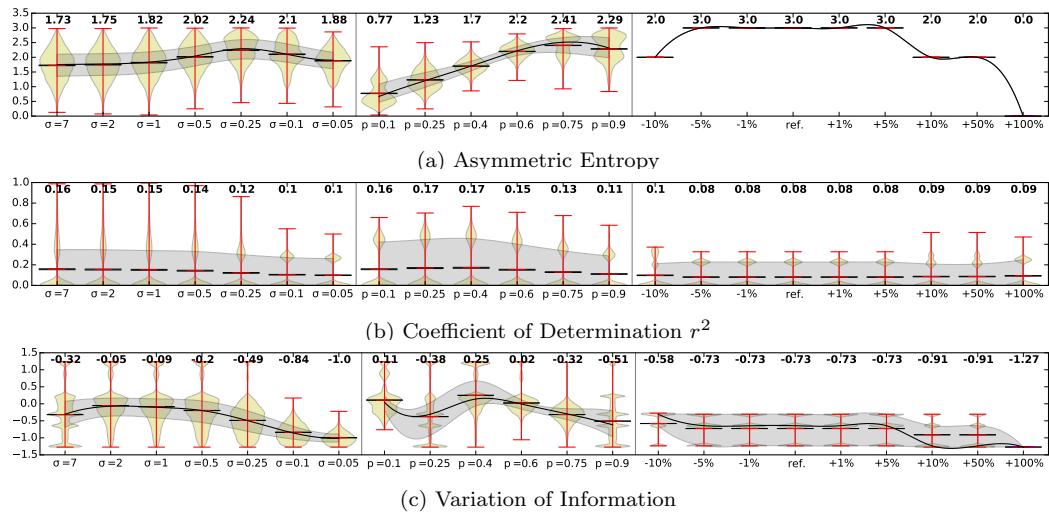 1.73 1.75 1.82 2.02 2.24 2.1 1.88 0.77 1.23 1.7 2.2 2.41 2.29 2.0 3.0 3.0 3.0 3.0 3.0 2.0 2.0 0.0
3.5
3.0
2.5
2.0
1.5
1.0
0.5
0.0
σ=7 σ=2 σ=1 σ=0.5 σ=0.25 σ=0.1 σ=0.05 p=0.1 p=0.25 p=0.4 p=0.6 p=0.75 p=0.9 -10% -5% -1% ref. +1% +5% +10% +50% +100%
(a) Asymmetric Entropy
1.0
0.16 0.15 0.15 0.14 0.12 0.1 0.1 0.16 0.17 0.17 0.15 0.13 0.11 0.1 0.08 0.08 0.08 0.08 0.08 0.09 0.09 0.09
0.8
0.6
0.4
0.2
0.0
σ=7 σ=2 σ=1 σ=0.5 σ=0.25 σ=0.1 σ=0.05 p=0.1 p=0.25 p=0.4 p=0.6 p=0.75 p=0.9 -10% -5% -1% ref. +1% +5% +10% +50% +100%
(b) Coefficient of Determination r²
1.5
-0.32 -0.05 -0.09 -0.2 -0.49 -0.84 -1.0 0.11 -0.38 0.25 0.02 -0.32 -0.51 -0.58 -0.73 -0.73 -0.73 -0.73 -0.73 -0.91 -0.91 -1.27
1.0
0.5
0.0
−0.5
−1.0
−1.5
σ=7 σ=2 σ=1 σ=0.5 σ=0.25 σ=0.1 σ=0.05 p=0.1 p=0.25 p=0.4 p=0.6 p=0.75 p=0.9 -10% -5% -1% ref. +1% +5% +10% +50% +100%
(c) Variation of Information